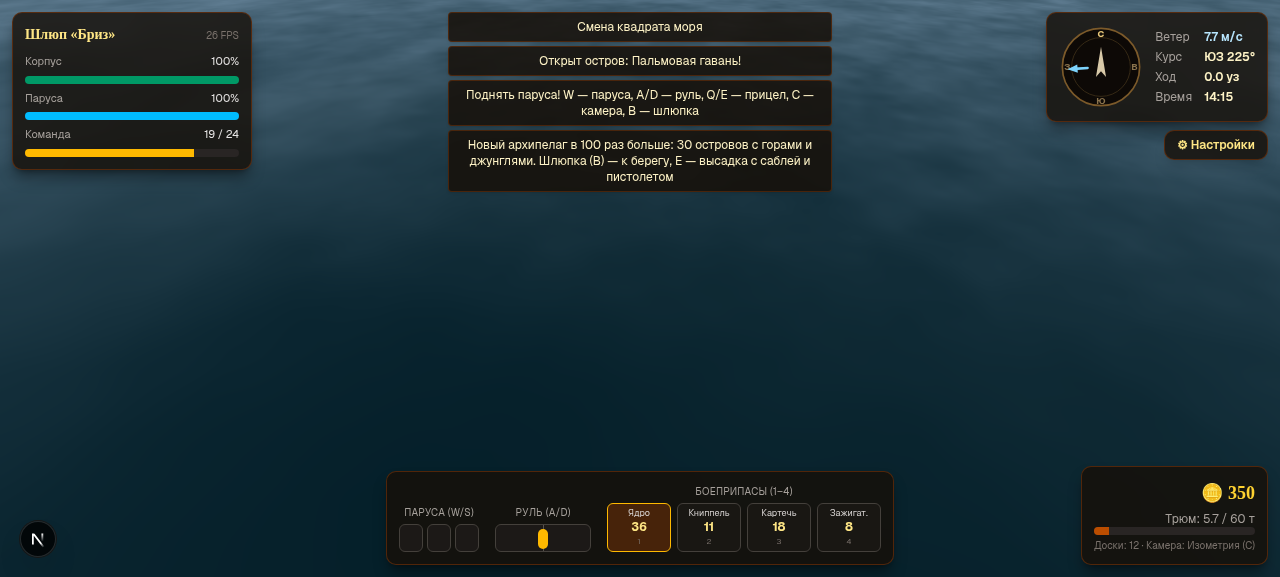 Шлюп «Бриз» 26 FPS
Корпус 100%
Паруса 100%
Команда 19 / 24
Смена квадрата моря
Открыт остров: Пальмовая гавань!
Поднять паруса! W — паруса, A/D — руль, Q/E — прицел, C —
камера, B — шлюпка
Новый архипелаг в 100 раз больше: 30 островов с горами и
джунглями. Шлюпка (B) — к берегу, E — высадка с саблей и
пистолетом
С
З В
Ю
Ветер 7.7 м/с
Курс ЮЗ 225°
Ход 0.0 уз
Время 14:15
⚙ Настройки
N
ПАРУСА (W/S) РУЛЬ (A/D)
БОЕПРИПАСЫ (1–4)
Ядро
36
1
Книппель
11
2
Картечь
18
3
Зажигат.
8
4
350
Трюм: 5.7 / 60 т
Доски: 12 · Камера: Изометрия (C)